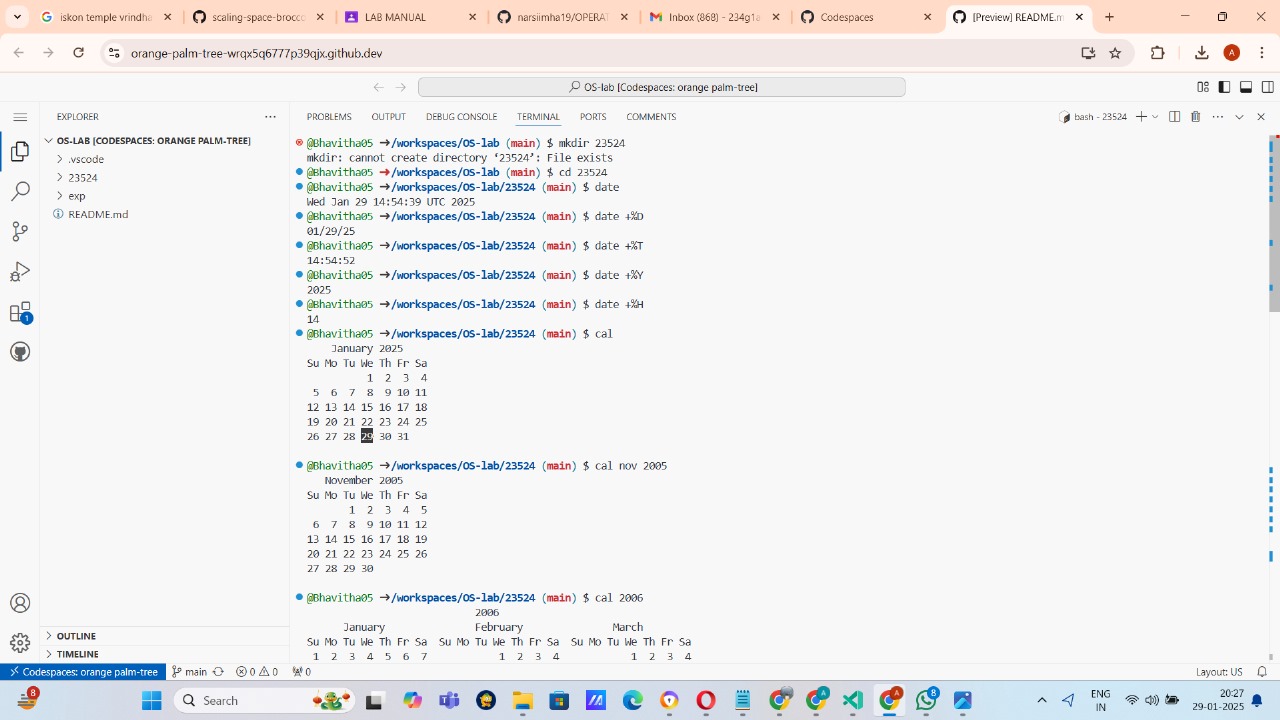 iskon temple vrindha
scaling-spice-brocco
LAB MANUAL
narsiimha19/OPERAT
Inbox (868) - 234g1a
Codespaces
[Preview] README.m
orange-palm-tree-wrqx5q6777p39qjx.github.dev
A
OS-lab [Codespaces: orange palm-tree]
EXPLORER
PROBLEMS OUTPUT DEBUG CONSOLE TERMINAL PORTS COMMENTS
bash - 23524
OS-LAB [CODESPACES: ORANGE PALM-TREE]
.vscode
23524
exp
README.md
1
OUTLINE
TIMELINE
@Bhavitha05 ➜/workspaces/OS-lab (main) $ mkdir 23524
mkdir: cannot create directory ‘23524’: File exists
@Bhavitha05 ➜/workspaces/OS-lab (main) $ cd 23524
@Bhavitha05 ➜/workspaces/OS-lab/23524 (main) $ date
Wed Jan 29 14:54:39 UTC 2025
@Bhavitha05 ➜/workspaces/OS-lab/23524 (main) $ date +%D
01/29/25
@Bhavitha05 ➜/workspaces/OS-lab/23524 (main) $ date +%T
14:54:52
@Bhavitha05 ➜/workspaces/OS-lab/23524 (main) $ date +%Y
2025
@Bhavitha05 ➜/workspaces/OS-lab/23524 (main) $ date +%H
14
@Bhavitha05 ➜/workspaces/OS-lab/23524 (main) $ cal
January 2025
Su Mo Tu We Th Fr Sa
1 2 3 4
5 6 7 8 9 10 11
12 13 14 15 16 17 18
19 20 21 22 23 24 25
26 27 28 29 30 31
@Bhavitha05 ➜/workspaces/OS-lab/23524 (main) $ cal nov 2005
November 2005
Su Mo Tu We Th Fr Sa
1 2 3 4 5
6 7 8 9 10 11 12
13 14 15 16 17 18 19
20 21 22 23 24 25 26
27 28 29 30
@Bhavitha05 ➜/workspaces/OS-lab/23524 (main) $ cal 2006
2006
January February March
Su Mo Tu We Th Fr Sa Su Mo Tu We Th Fr Sa Su Mo Tu We Th Fr Sa
1 2 3 4 5 6 7 1 2 3 4 1 2 3 4
Codespaces: orange palm-tree
main
0 0
0
Layout: US
8
Search
A
A
8
ENG
IN
20:27
29-01-2025